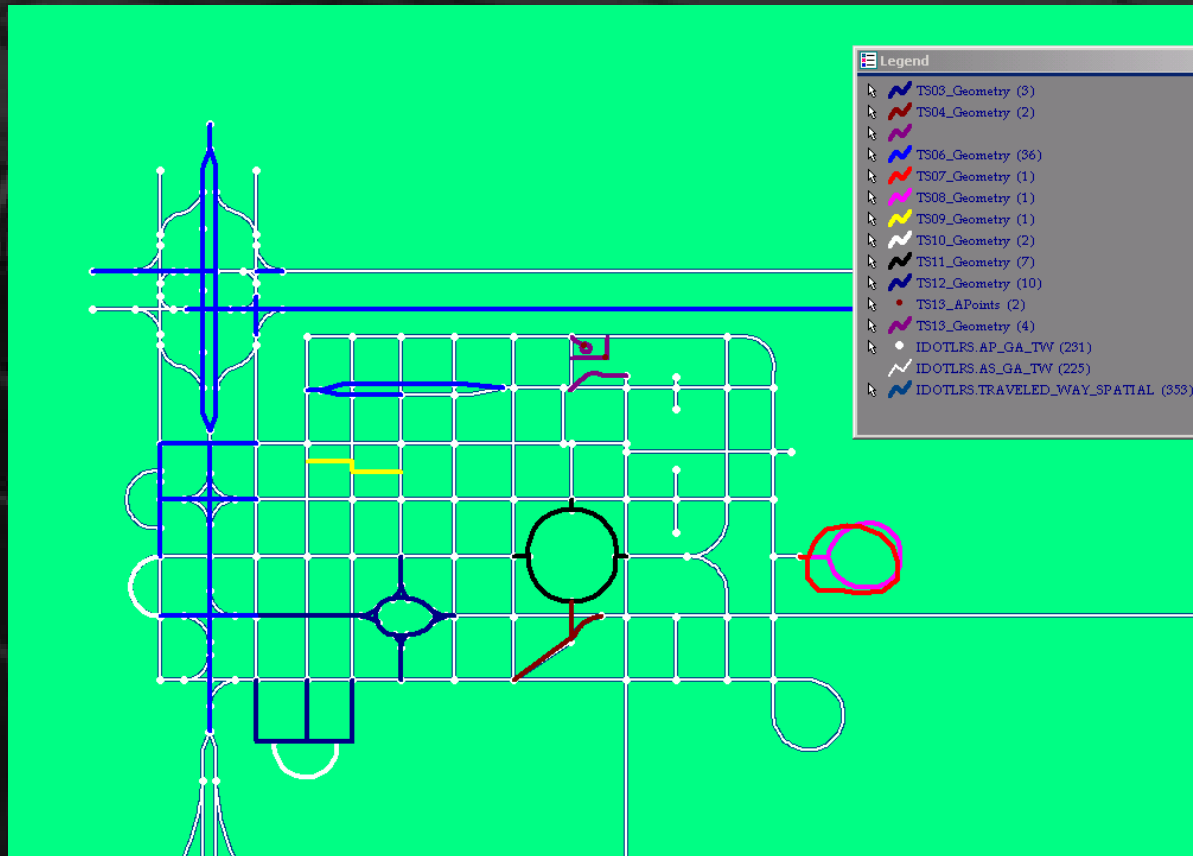 Legend
TS03_Geometry (3)
TS04_Geometry (2)
TS06_Geometry (36)
TS07_Geometry (1)
TS08_Geometry (1)
TS09_Geometry (1)
TS10_Geometry (2)
TS11_Geometry (7)
TS12_Geometry (10)
TS13_APoints (2)
TS13_Geometry (4)
IDOTLRS.AP_GA_TW (231)
IDOTLRS.AS_GA_TW (225)
IDOTLRS.TRAVELED_WAY_SPATIAL (353)